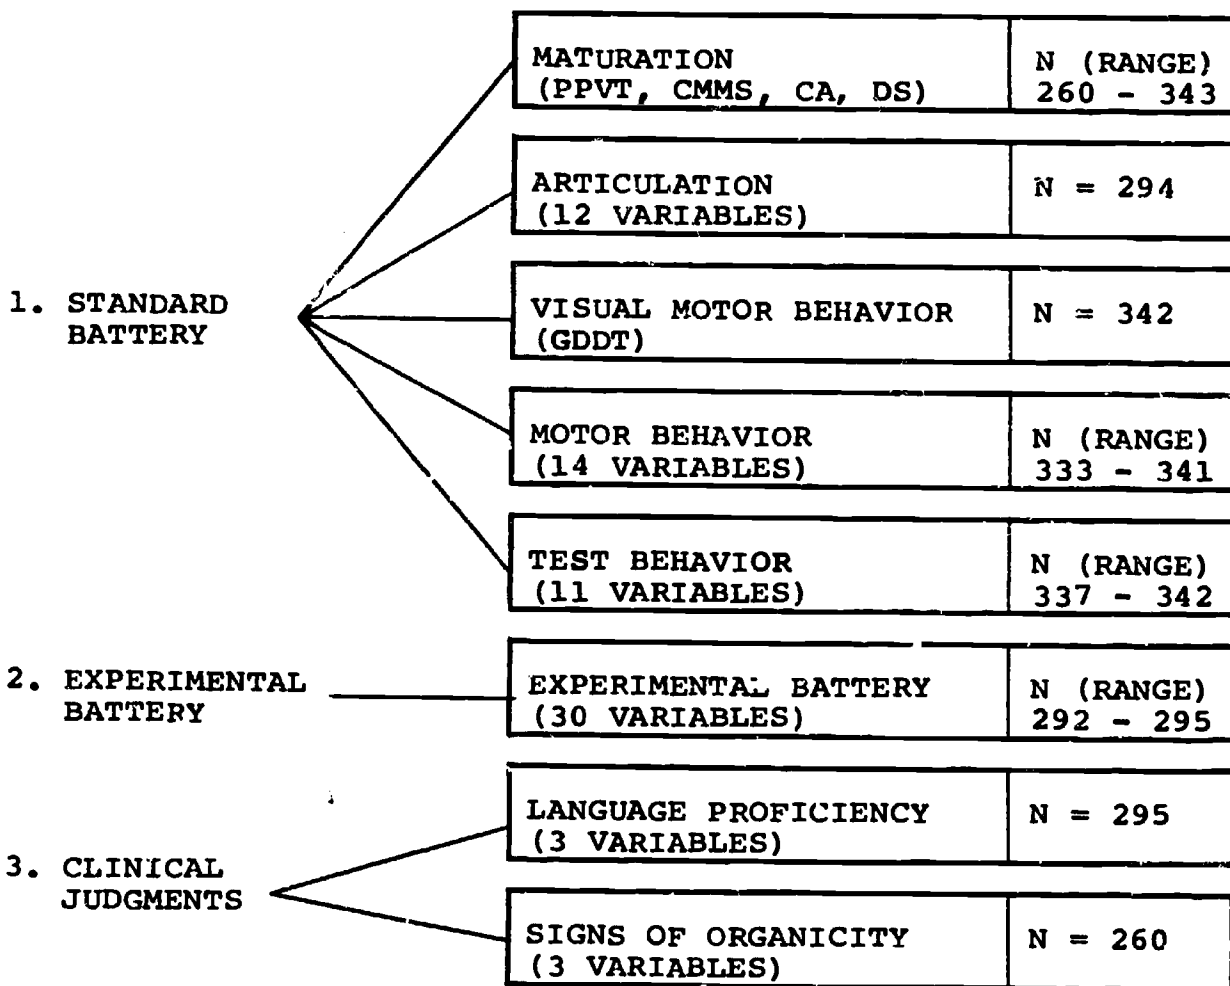 MATURATION
(PPVT, CMMS, CA, DS)
N (RANGE)
260 - 343
ARTICULATION
(12 VARIABLES)
N = 294
1. STANDARD
BATTERY
VISUAL MOTOR BEHAVIOR
(GDDT)
N = 342
MOTOR BEHAVIOR
(14 VARIABLES)
N (RANGE)
333 - 341
TEST BEHAVIOR
(11 VARIABLES)
N (RANGE)
337 - 342
2. EXPERIMENTAL
BATTERY
EXPERIMENTAL BATTERY
(30 VARIABLES)
N (RANGE)
292 - 295
3. CLINICAL
JUDGMENTS
LANGUAGE PROFICIENCY
(3 VARIABLES)
N = 295
SIGNS OF ORGANICITY
(3 VARIABLES)
N = 260